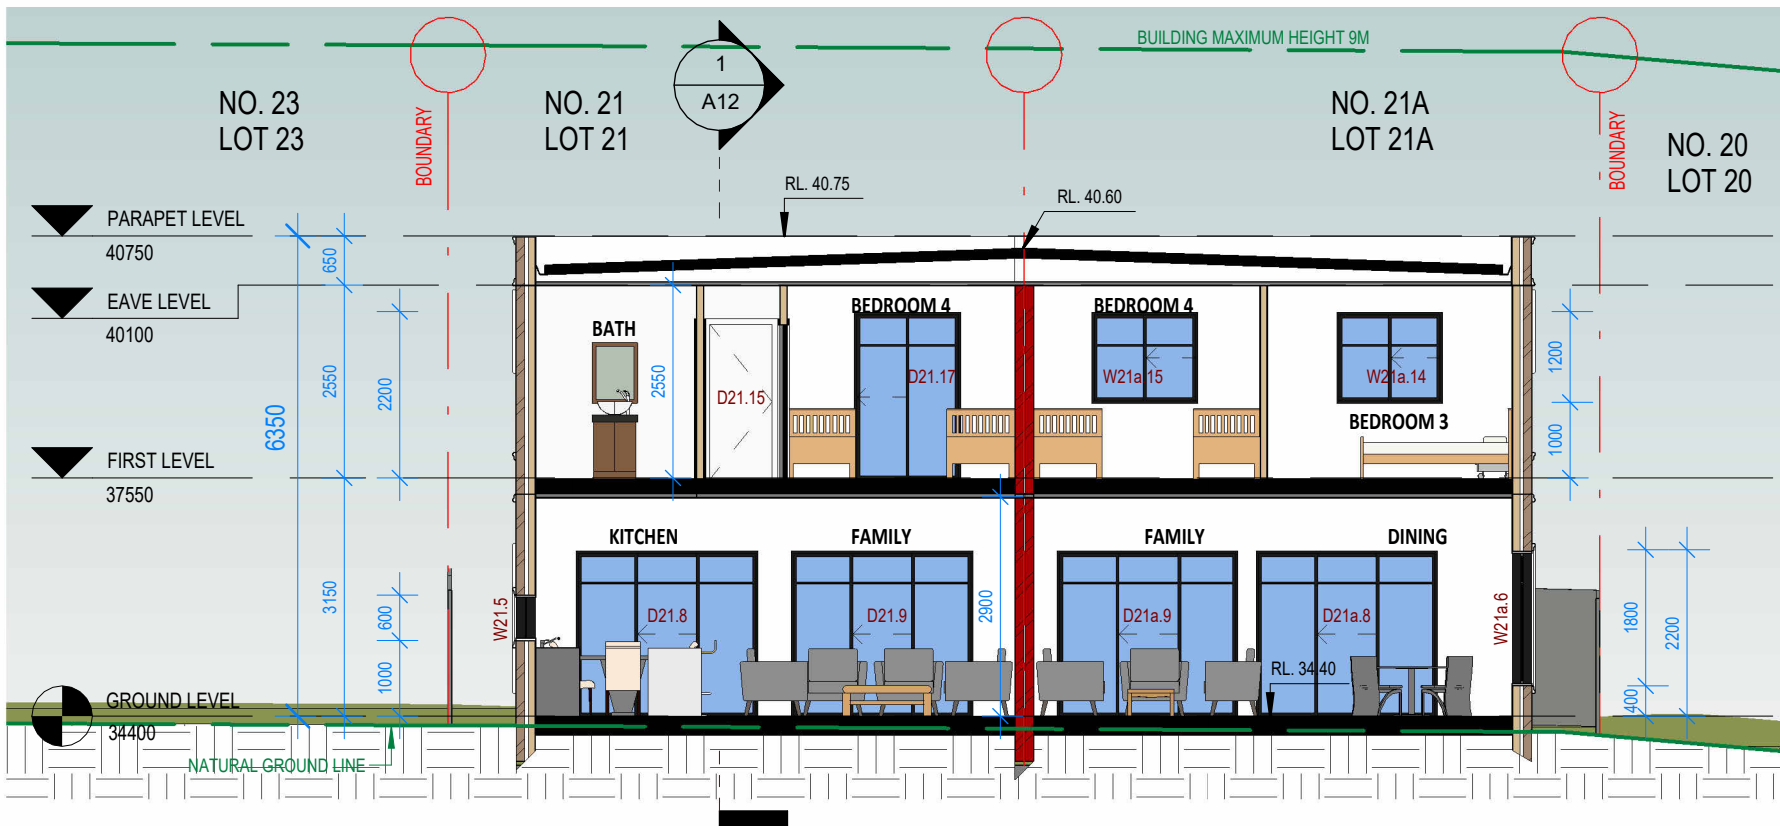 BUILDING MAXIMUM HEIGHT 9M
1
A12
NO. 23
LOT 23
BOUNDARY
NO. 21
LOT 21
NO. 21A
LOT 21A
BOUNDARY
NO. 20
LOT 20
RL. 40.75
RL. 40.60
PARAPET LEVEL
40750
650
EAVE LEVEL
40100
BEDROOM 4
BEDROOM 4
BATH
2550
2200
2550
6350
D21.15
D21.17
W21a.15
W21a.14
1200
BEDROOM 3
1000
FIRST LEVEL
37550
KITCHEN
FAMILY
FAMILY
DINING
3150
600
1000
W21.5
D21.8
D21.9
2900
D21a.9
D21a.8
W21a.6
1800
2200
400
RL. 34.40
GROUND LEVEL
34400
NATURAL GROUND LINE